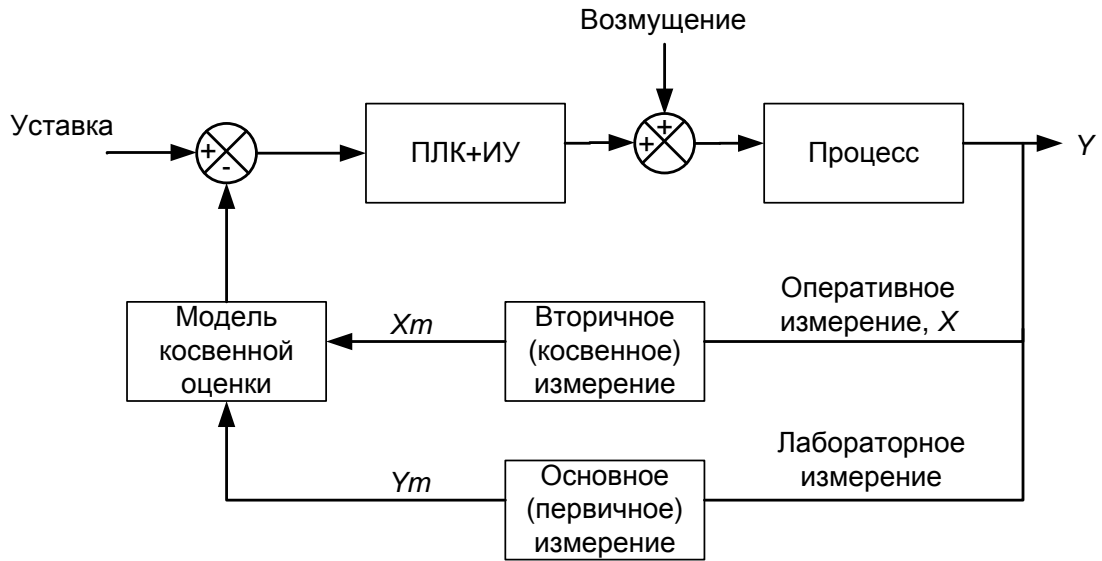 Возмущение
Уставка
+
-
ПЛК+ИУ
+
+
Процесс
Y
Модель
косвенной
оценки
Xm
Вторичное
(косвенное)
измерение
Оперативное
измерение, X
Ym
Основное
(первичное)
измерение
Лабораторное
измерение